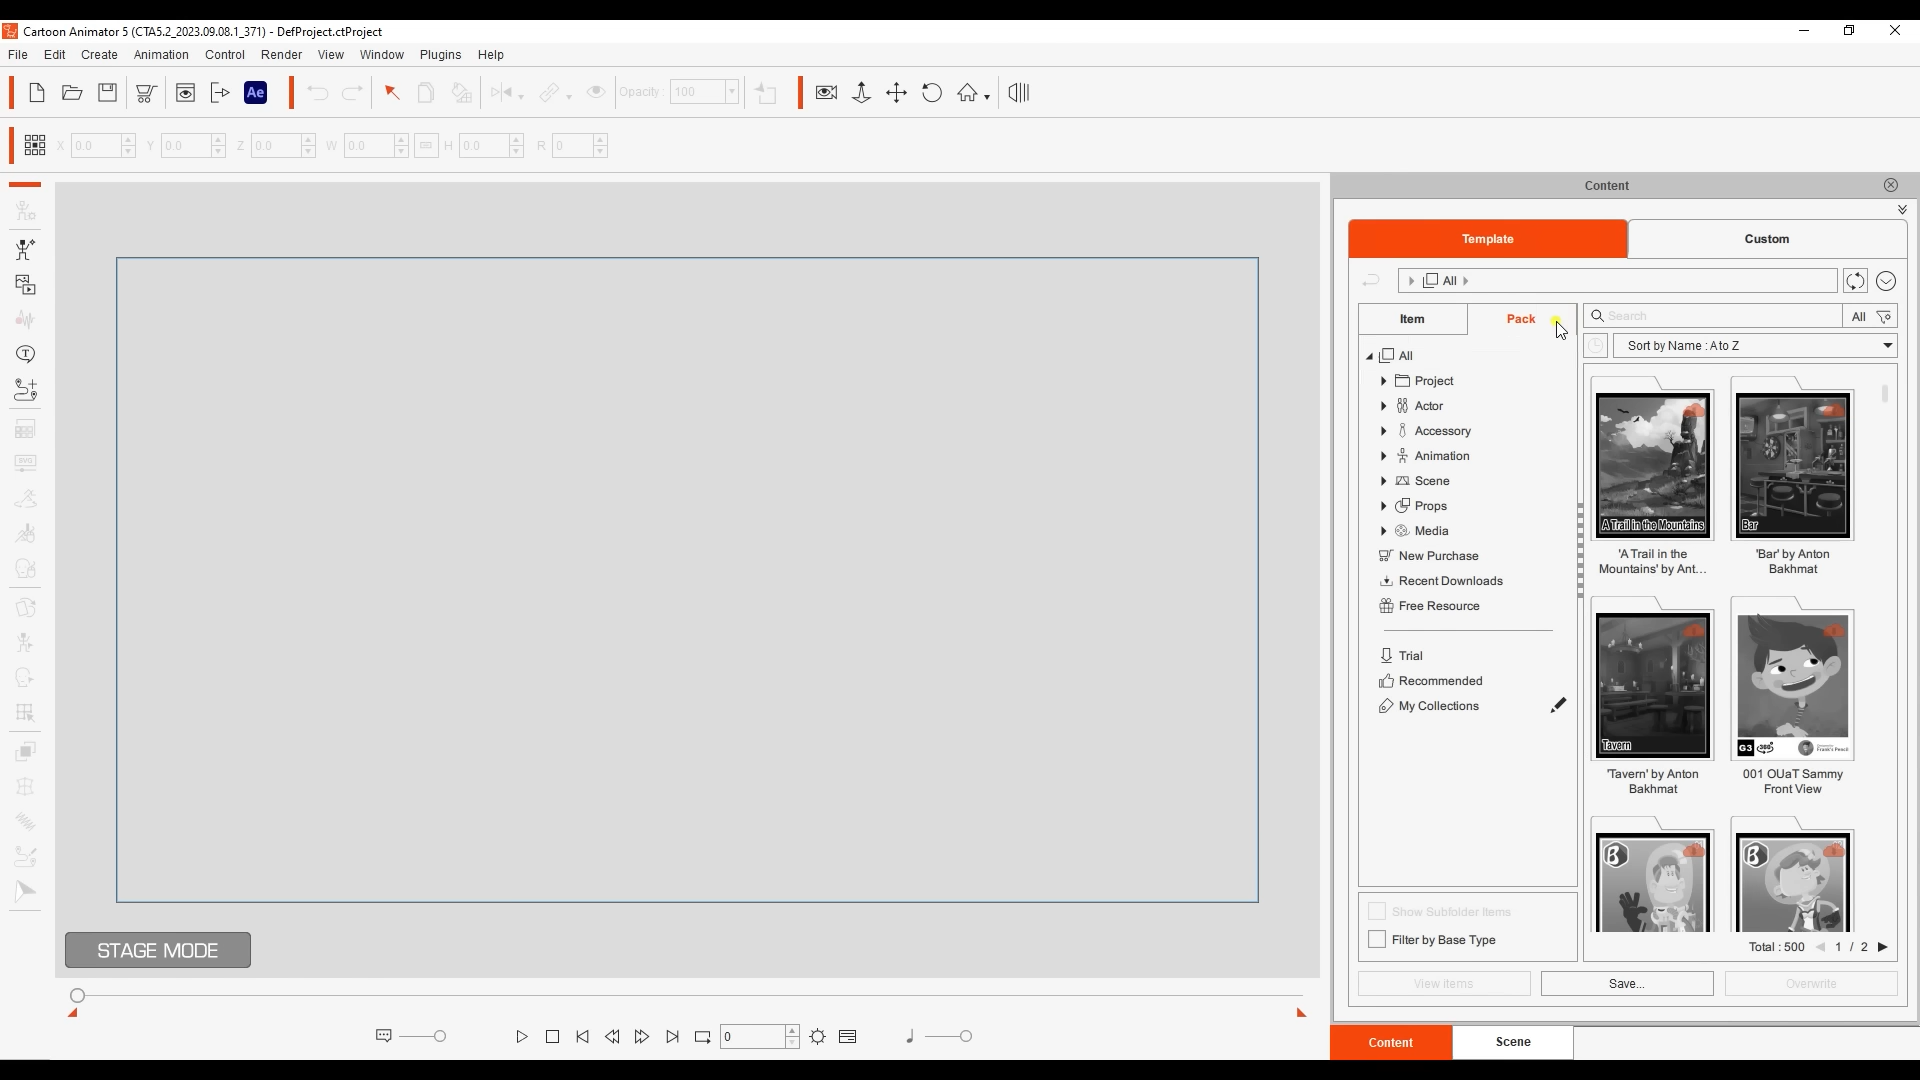 Cartoon Animator 5 (CTA5.2_2023.09.08.1_371) - DefProject.ctProject
File Edit Create Animation Control Render View Window Plugins Help
Ae
Opacity : 100
X 0.0 Y 0.0 Z 0.0 W 0.0 H 0.0 R 0
Content
Template Custom
All
Item Pack
Search All
Sort by Name : A to Z
All
Project
Actor
Accessory
Animation
Scene
Props
Media
New Purchase
Recent Downloads
Free Resource
Trial
Recommended
My Collections
A Trail in the Mountains
Bar
'A Trail in the
Mountains' by Ant...
'Bar' by Anton
Bakhmat
Tavern
G3 360°
'Tavern' by Anton
Bakhmat
001 OUaT Sammy
Front View
B
B
Show Subfolder Items
Filter by Base Type
Total : 500 1 / 2
View Items Save... Overwrite
Content Scene
SVG
STAGE MODE
0